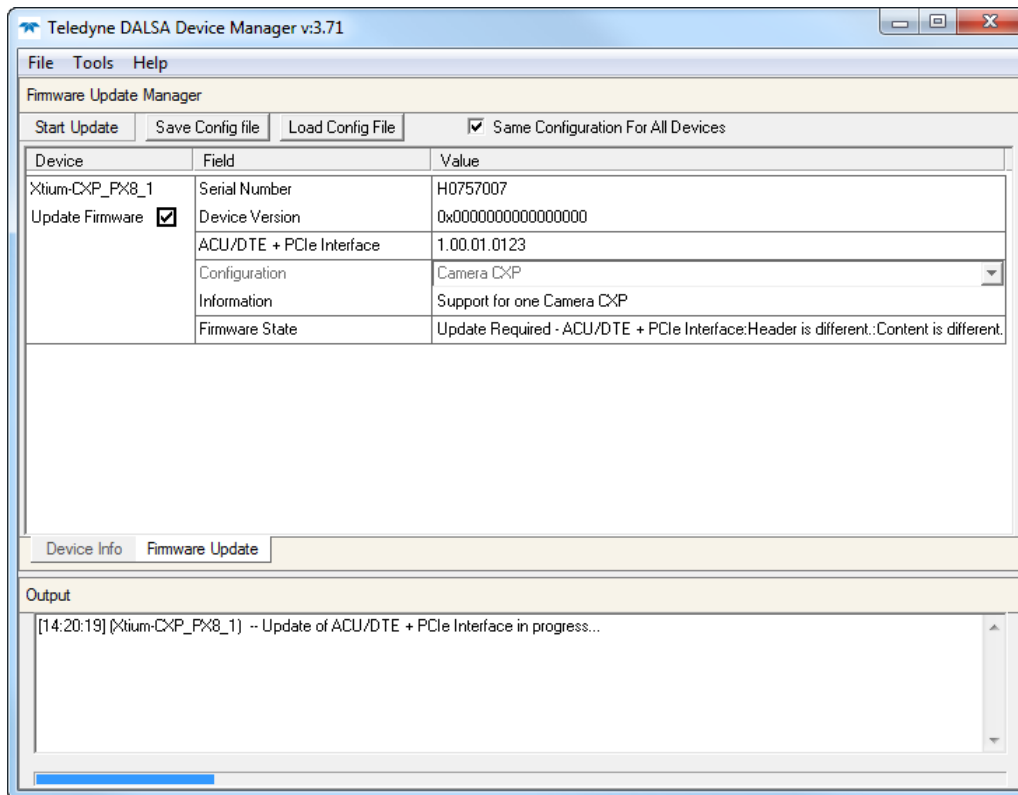 Teledyne DALSA Device Manager v:3.71
File Tools Help
Firmware Update Manager
Start Update Save Config file Load Config File Same Configuration For All Devices
Device Field Value
Xtium-CXP_PX8_1 Serial Number H0757007
Update Firmware Device Version 0x0000000000000000
ACU/DTE + PCIe Interface 1.00.01.0123
Configuration Camera CXP
Information Support for one Camera CXP
Firmware State Update Required - ACU/DTE + PCIe Interface:Header is different.:Content is different.
Device Info Firmware Update
Output
[14:20:19] (Xtium-CXP_PX8_1) -- Update of ACU/DTE + PCIe Interface in progress...